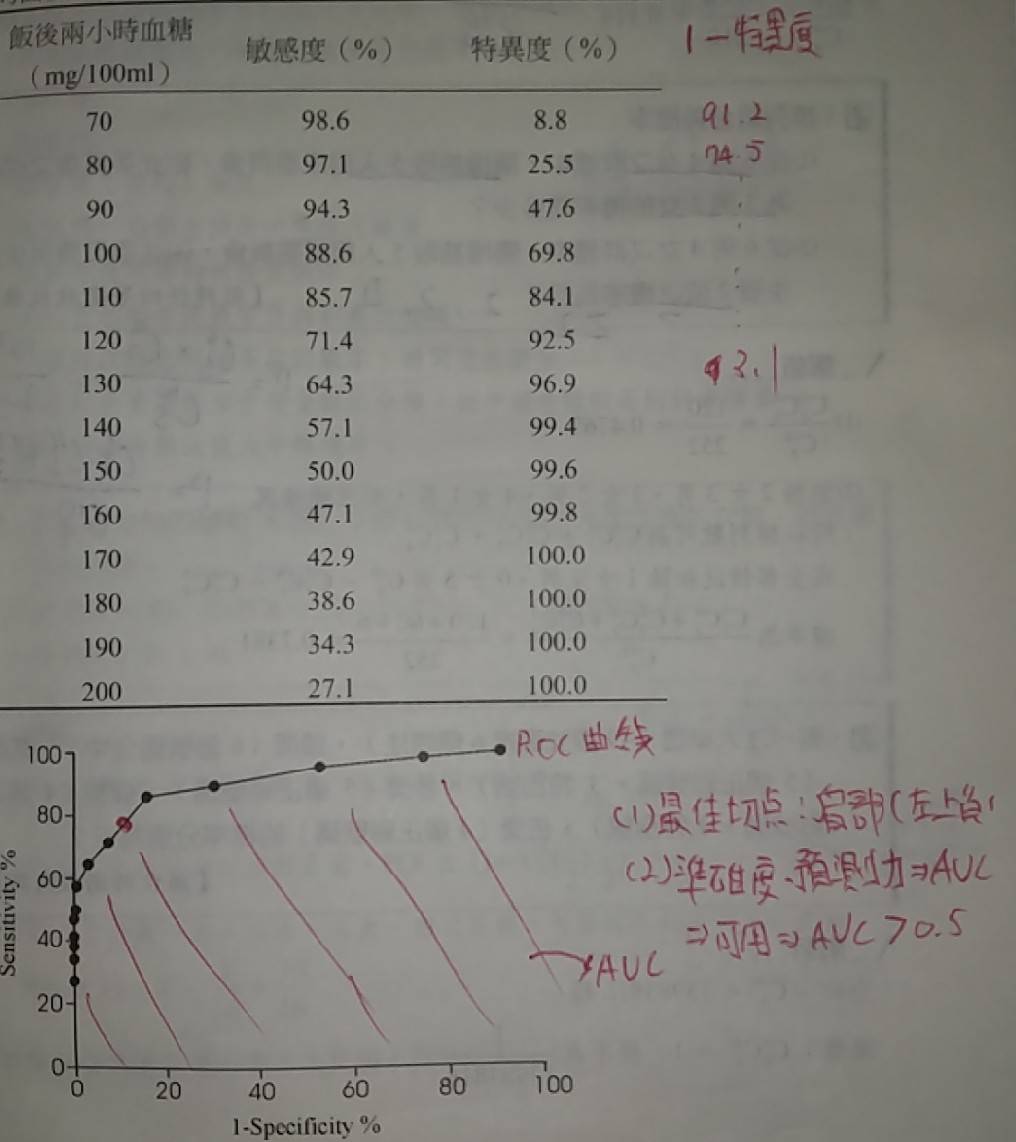 飯後兩小時血糖 敏感度（%） 特異度（%） 1－特異度
（mg/100ml）
70 98.6 8.8 91.2
80 97.1 25.5 74.5
90 94.3 47.6
100 88.6 69.8
110 85.7 84.1
120 71.4 92.5
130 64.3 96.9 3.1
140 57.1 99.4
150 50.0 99.6
160 47.1 99.8
170 42.9 100.0
180 38.6 100.0
190 34.3 100.0
200 27.1 100.0
ROC曲线
(1)最佳切点：肩部(左上
(2)準確度、預測力⇒AUC
⇒可用⇒AUC>0.5
AUC
Sensitivity %
100
80
60
40
20
0
0 20 40 60 80 100
1-Specificity %